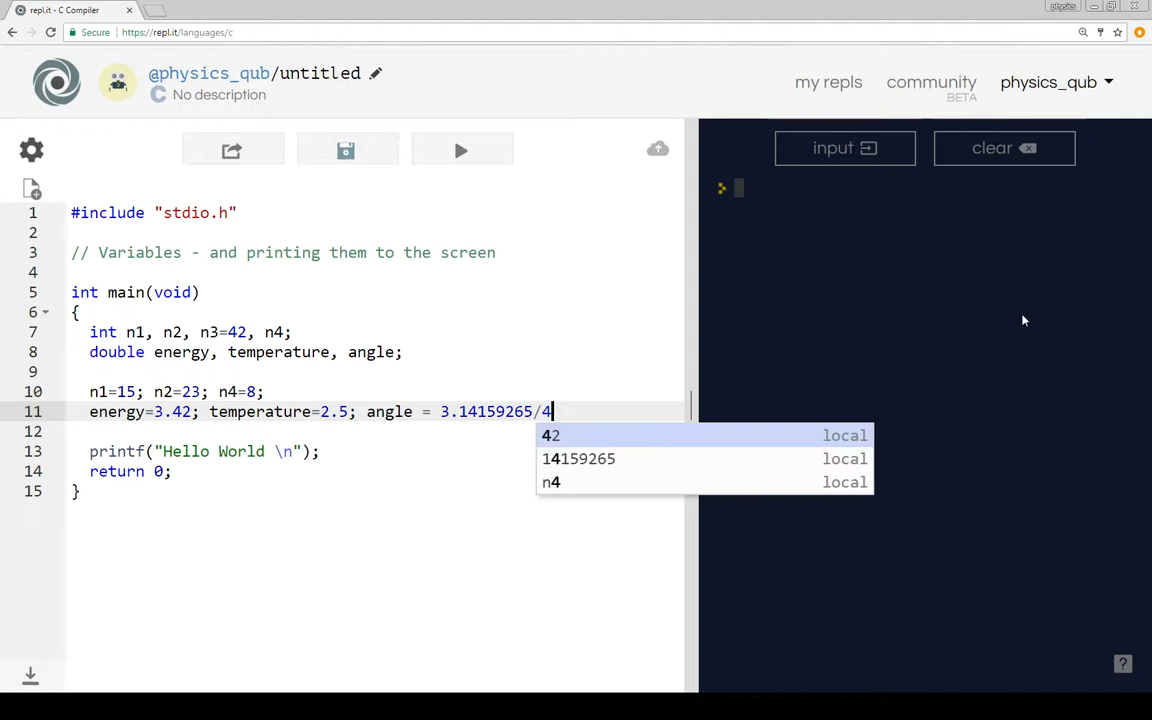 repl.it - C Compiler
physics
Secure https://repl.it/languages/c
@physics_qub/untitled
C No description
my repls community BETA physics_qub
input clear
1 #include "stdio.h"
2
3 // Variables - and printing them to the screen
4
5 int main(void)
6 {
7 int n1, n2, n3=42, n4;
8 double energy, temperature, angle;
9
10 n1=15; n2=23; n4=8;
11 energy=3.42; temperature=2.5; angle = 3.14159265/4
12
13 printf("Hello World \n");
14 return 0;
15 }
42 local
14159265 local
n4 local
?